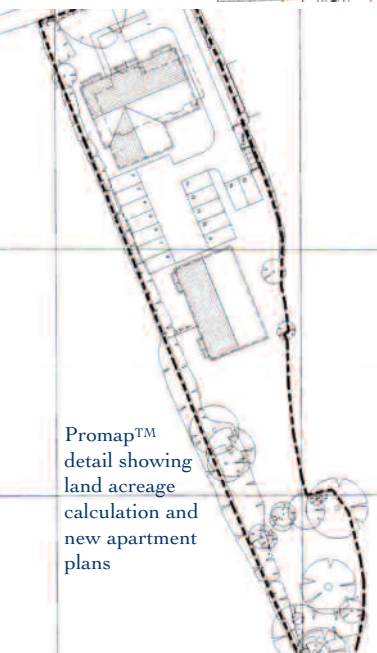 Promap™
detail showing
land acreage
calculation and
new apartment
plans